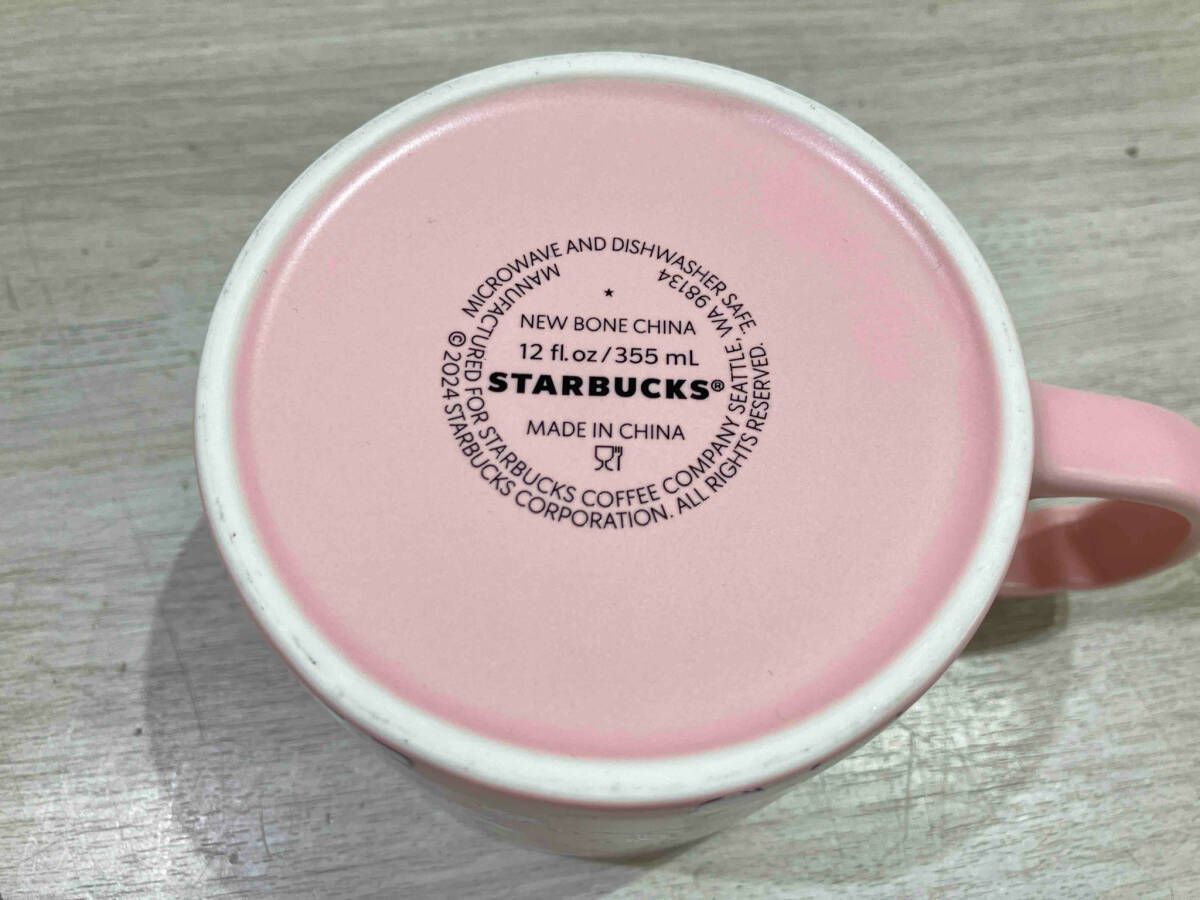 MICROWAVE AND DISHWASHER SAFE.
© 2024 STARBUCKS CORPORATION. ALL RIGHTS RESERVED.
MANUFACTURED FOR STARBUCKS COFFEE COMPANY SEATTLE, WA 98134
NEW BONE CHINA
12 fl.oz/355 mL
STARBUCKS®
MADE IN CHINA